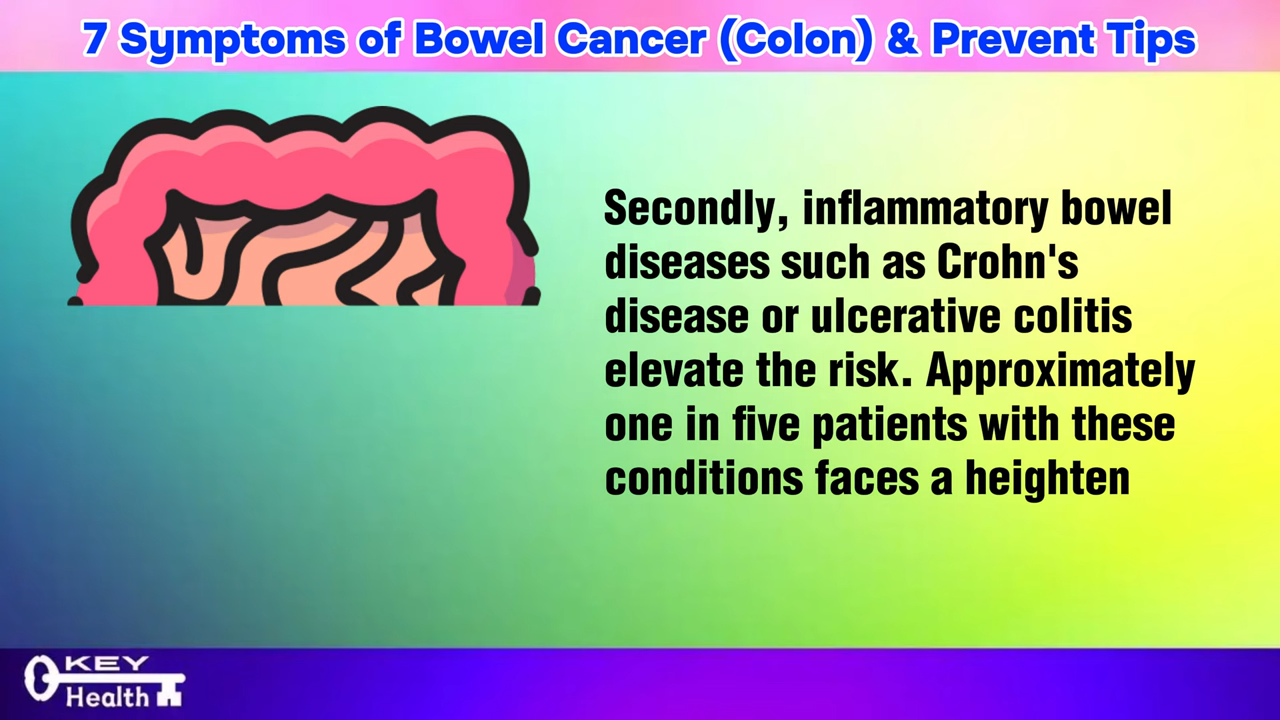 7 Symptoms of Bowel Cancer (Colon) & Prevent Tips
Secondly, inflammatory bowel
diseases such as Crohn's
disease or ulcerative colitis
elevate the risk. Approximately
one in five patients with these
conditions faces a heighten
KEY
Health